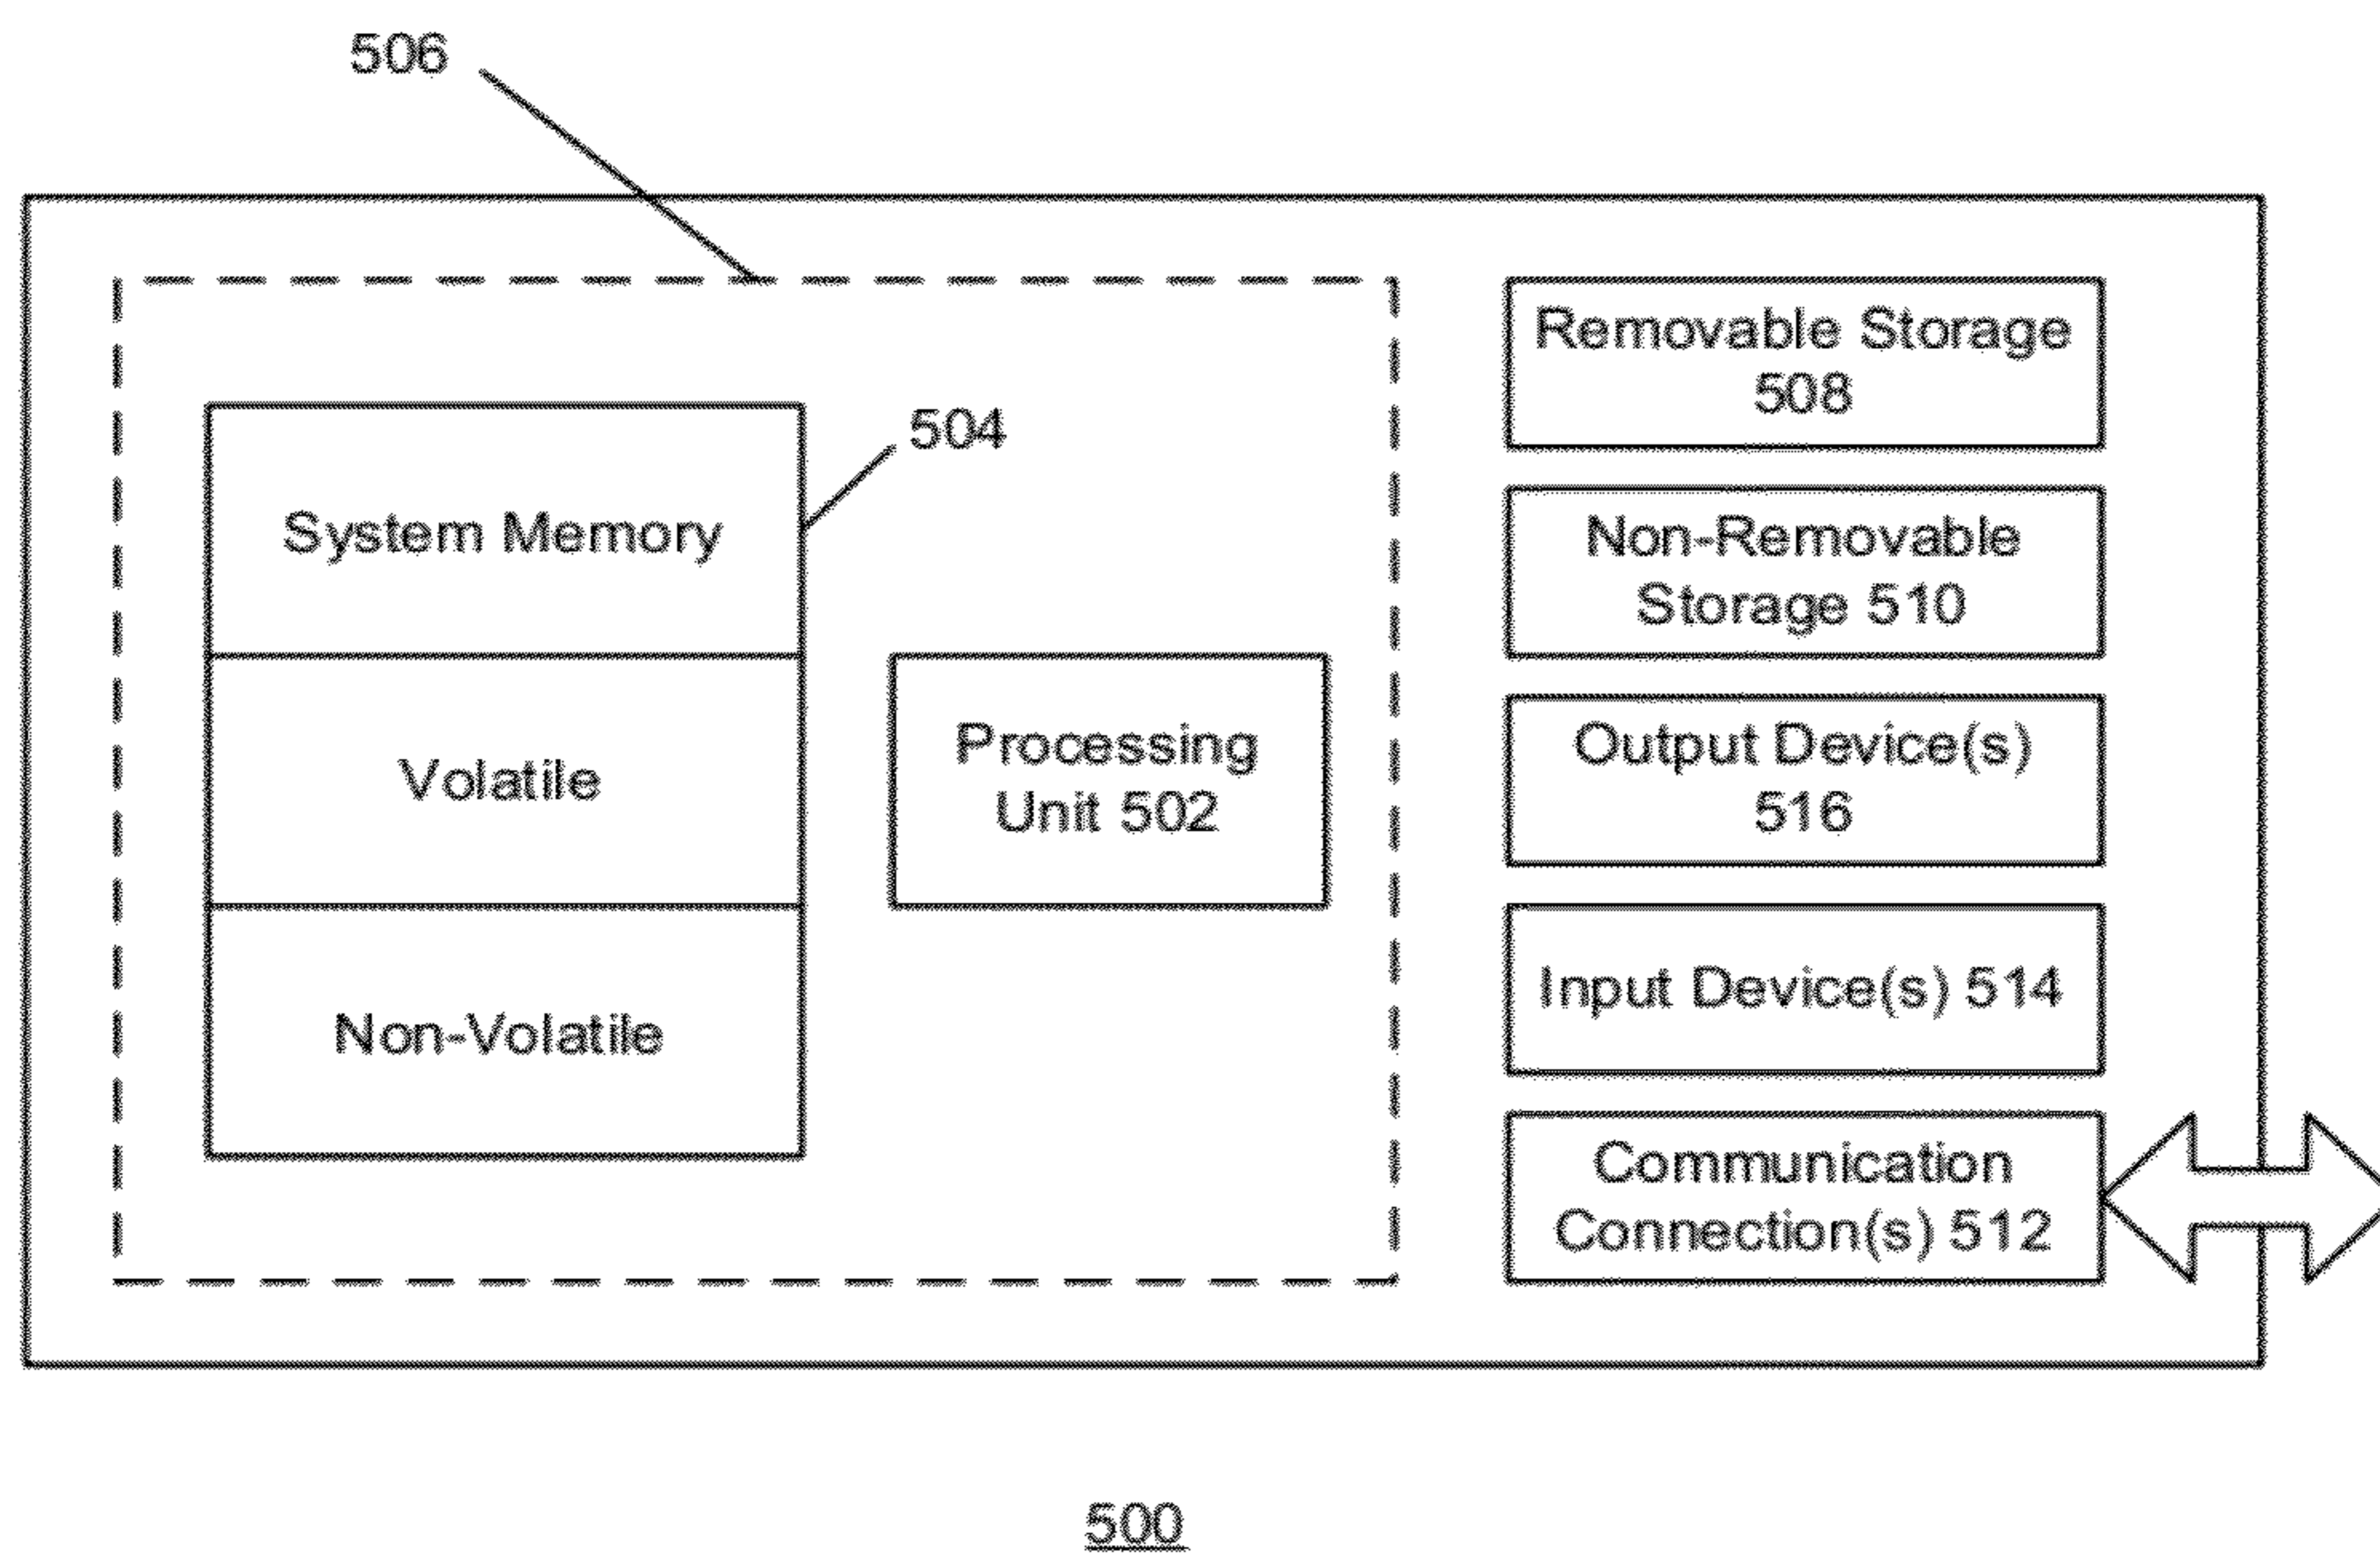 506
504
System Memory
Volatile
Non-Volatile
Processing
Unit 502
Removable Storage
508
Non-Removable
Storage 510
Output Device(s)
516
Input Device(s) 514
Communication
Connection(s) 512
500